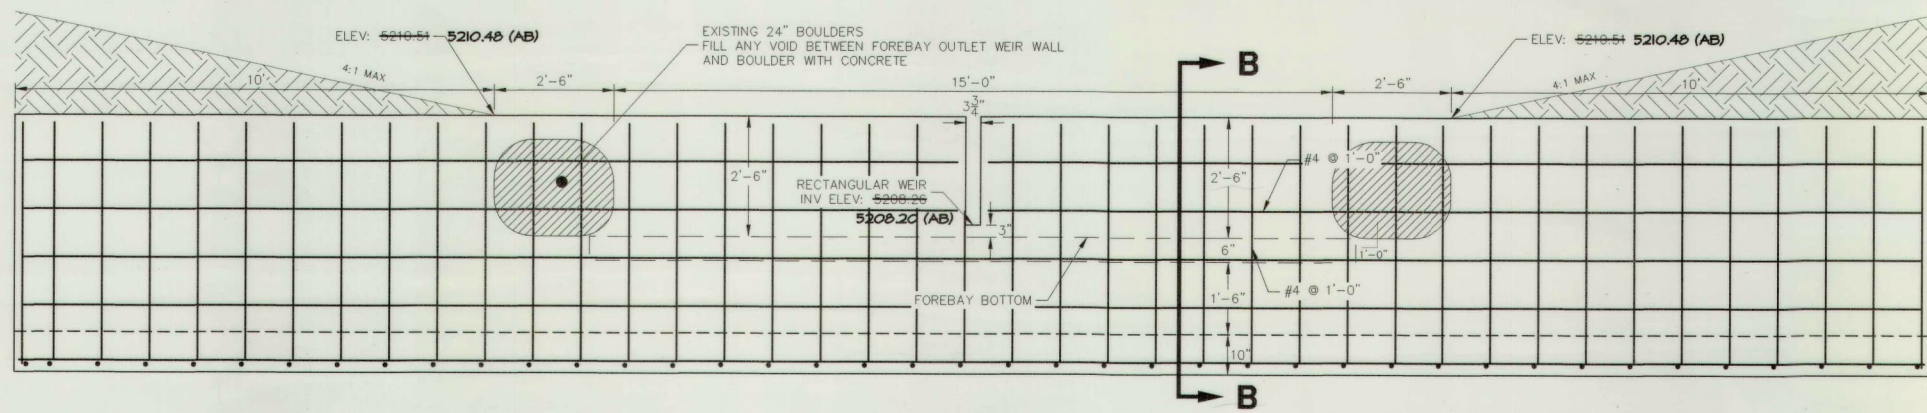 EXISTING 24" BOULDERS
FILL ANY VOID BETWEEN FOREBAY OUTLET WEIR WALL
AND BOULDER WITH CONCRETE
ELEV: 5210.51 5210.48 (AB)
ELEV: 5210.51 5210.48 (AB)
B
4:1 MAX
10'
2'-6"
15'-0"
2'-6"
4:1 MAX
10'
3 3/4"
2'-6"
2'-6"
#4 @ 1'-0"
RECTANGULAR WEIR
INV ELEV: 5208.26
5208.20 (AB)
3"
6"
1'-0"
FOREBAY BOTTOM
1'-6"
#4 @ 1'-0"
10"
B